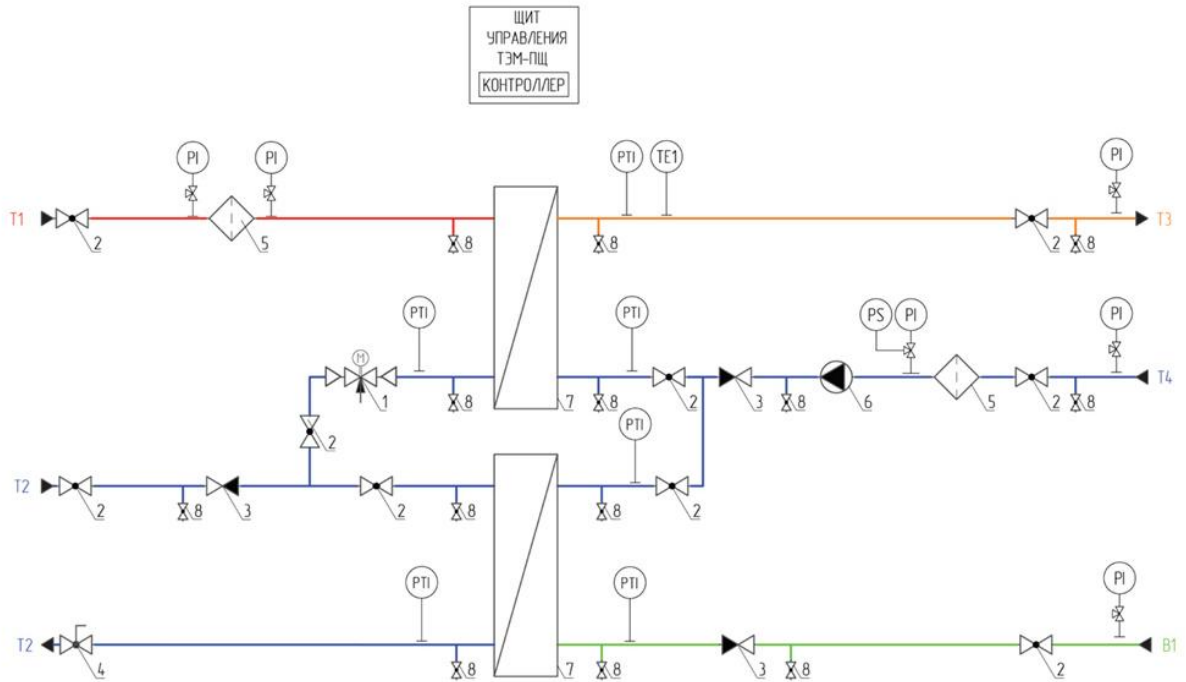 ЩИТ
УПРАВЛЕНИЯ
ТЭМ-ПЩ
КОНТРОЛЛЕР
PI PI PTI TE1 PI
T1 T3
2 5 8 8 2 8
PTI PTI PS PI PI
M
T4
1 8 7 8 2 3 8 6 5 2 8
2
PTI
T2
2 8 3 2 8 8 2
PTI PTI PI
T2 B1
4 8 7 8 3 8 2